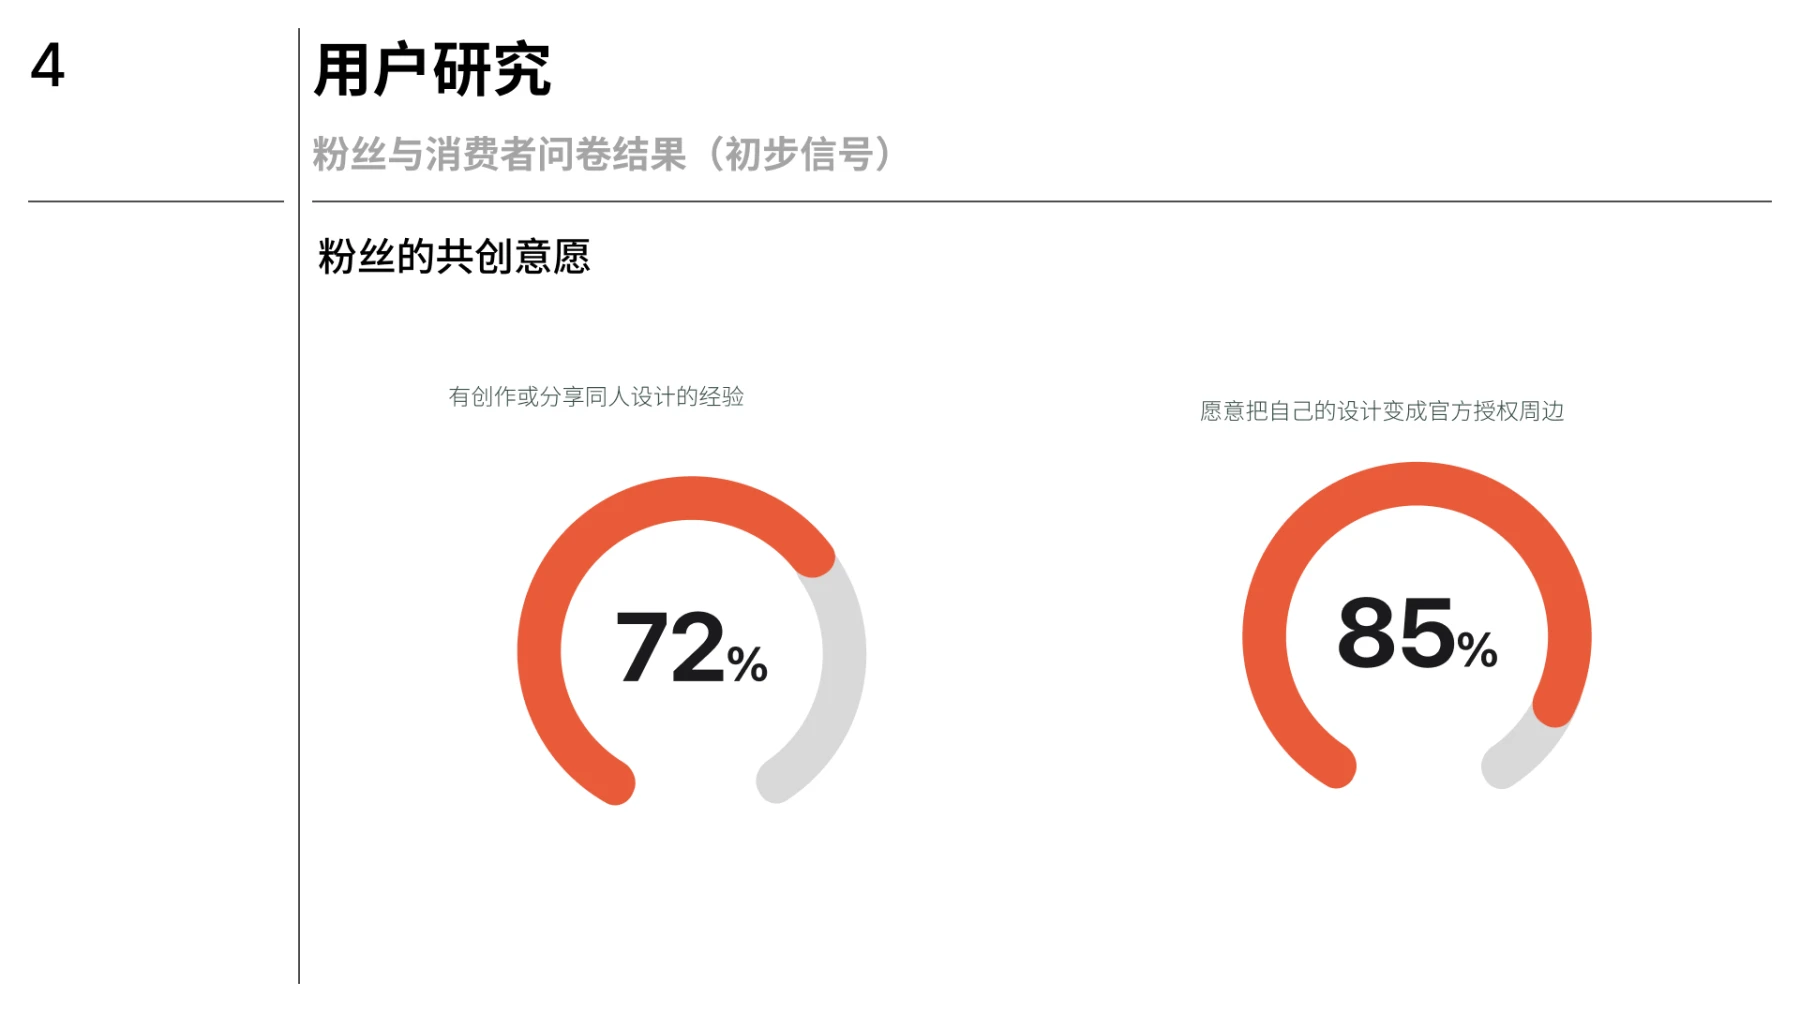 4
用户研究
粉丝与消费者问卷结果（初步信号）
粉丝的共创意愿
有创作或分享同人设计的经验
72%
愿意把自己的设计变成官方授权周边
85%